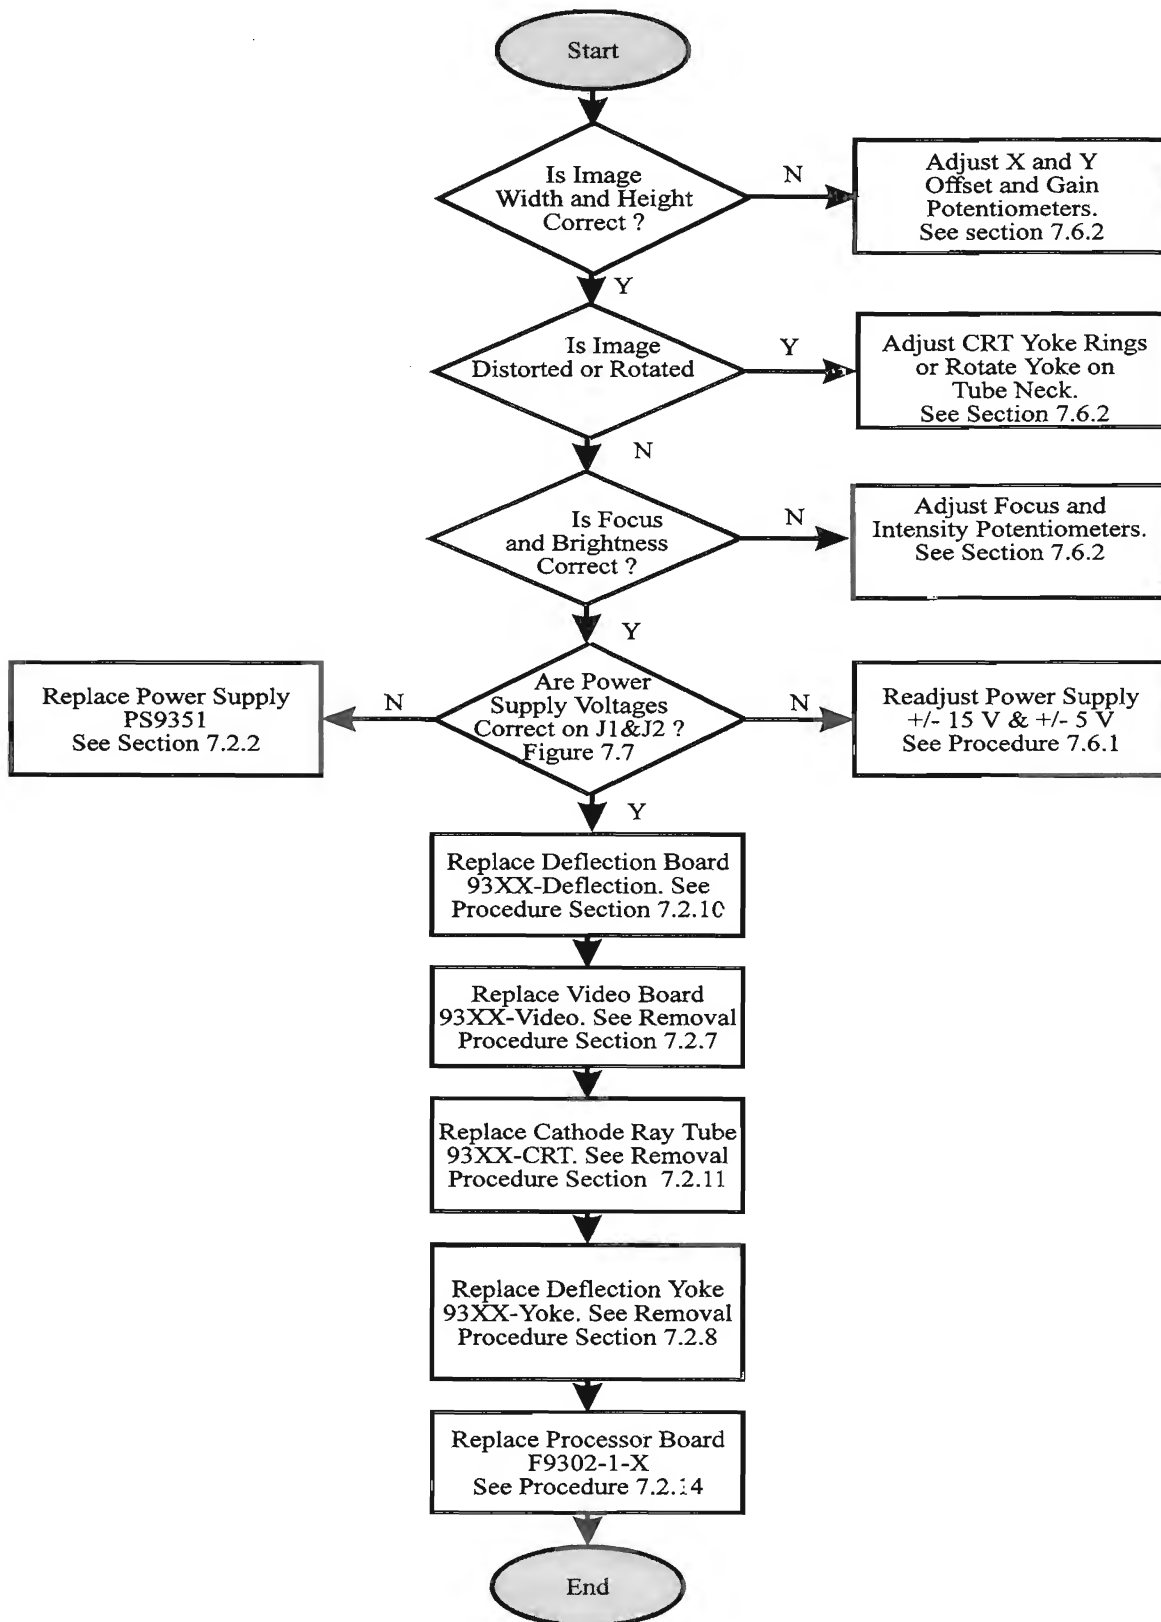 Start
Is Image
Width and Height
Correct ?
N
Adjust X and Y
Offset and Gain
Potentiometers.
See section 7.6.2
Y
Is Image
Distorted or Rotated
Y
Adjust CRT Yoke Rings
or Rotate Yoke on
Tube Neck.
See Section 7.6.2
N
Is Focus
and Brightness
Correct ?
N
Adjust Focus and
Intensity Potentiometers.
See Section 7.6.2
Y
Replace Power Supply
PS9351
See Section 7.2.2
N
Are Power
Supply Voltages
Correct on J1&J2 ?
Figure 7.7
N
Readjust Power Supply
+/- 15 V & +/- 5 V
See Procedure 7.6.1
Y
Replace Deflection Board
93XX-Deflection. See
Procedure Section 7.2.10
Replace Video Board
93XX-Video. See Removal
Procedure Section 7.2.7
Replace Cathode Ray Tube
93XX-CRT. See Removal
Procedure Section 7.2.11
Replace Deflection Yoke
93XX-Yoke. See Removal
Procedure Section 7.2.8
Replace Processor Board
F9302-1-X
See Procedure 7.2.14
End